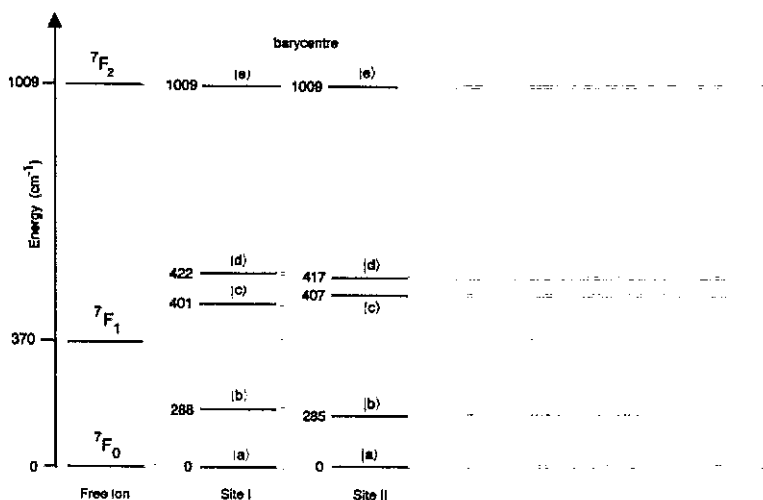 barycentre
⁷F₂
|e⟩
|e⟩
1009
1009
1009
Energy (cm⁻¹)
|d⟩
|d⟩
422
417
|c⟩
407
401
|c⟩
⁷F₁
370
|b⟩
|b⟩
288
285
⁷F₀
|a⟩
|a⟩
0
0
0
Free Ion
Site I
Site II